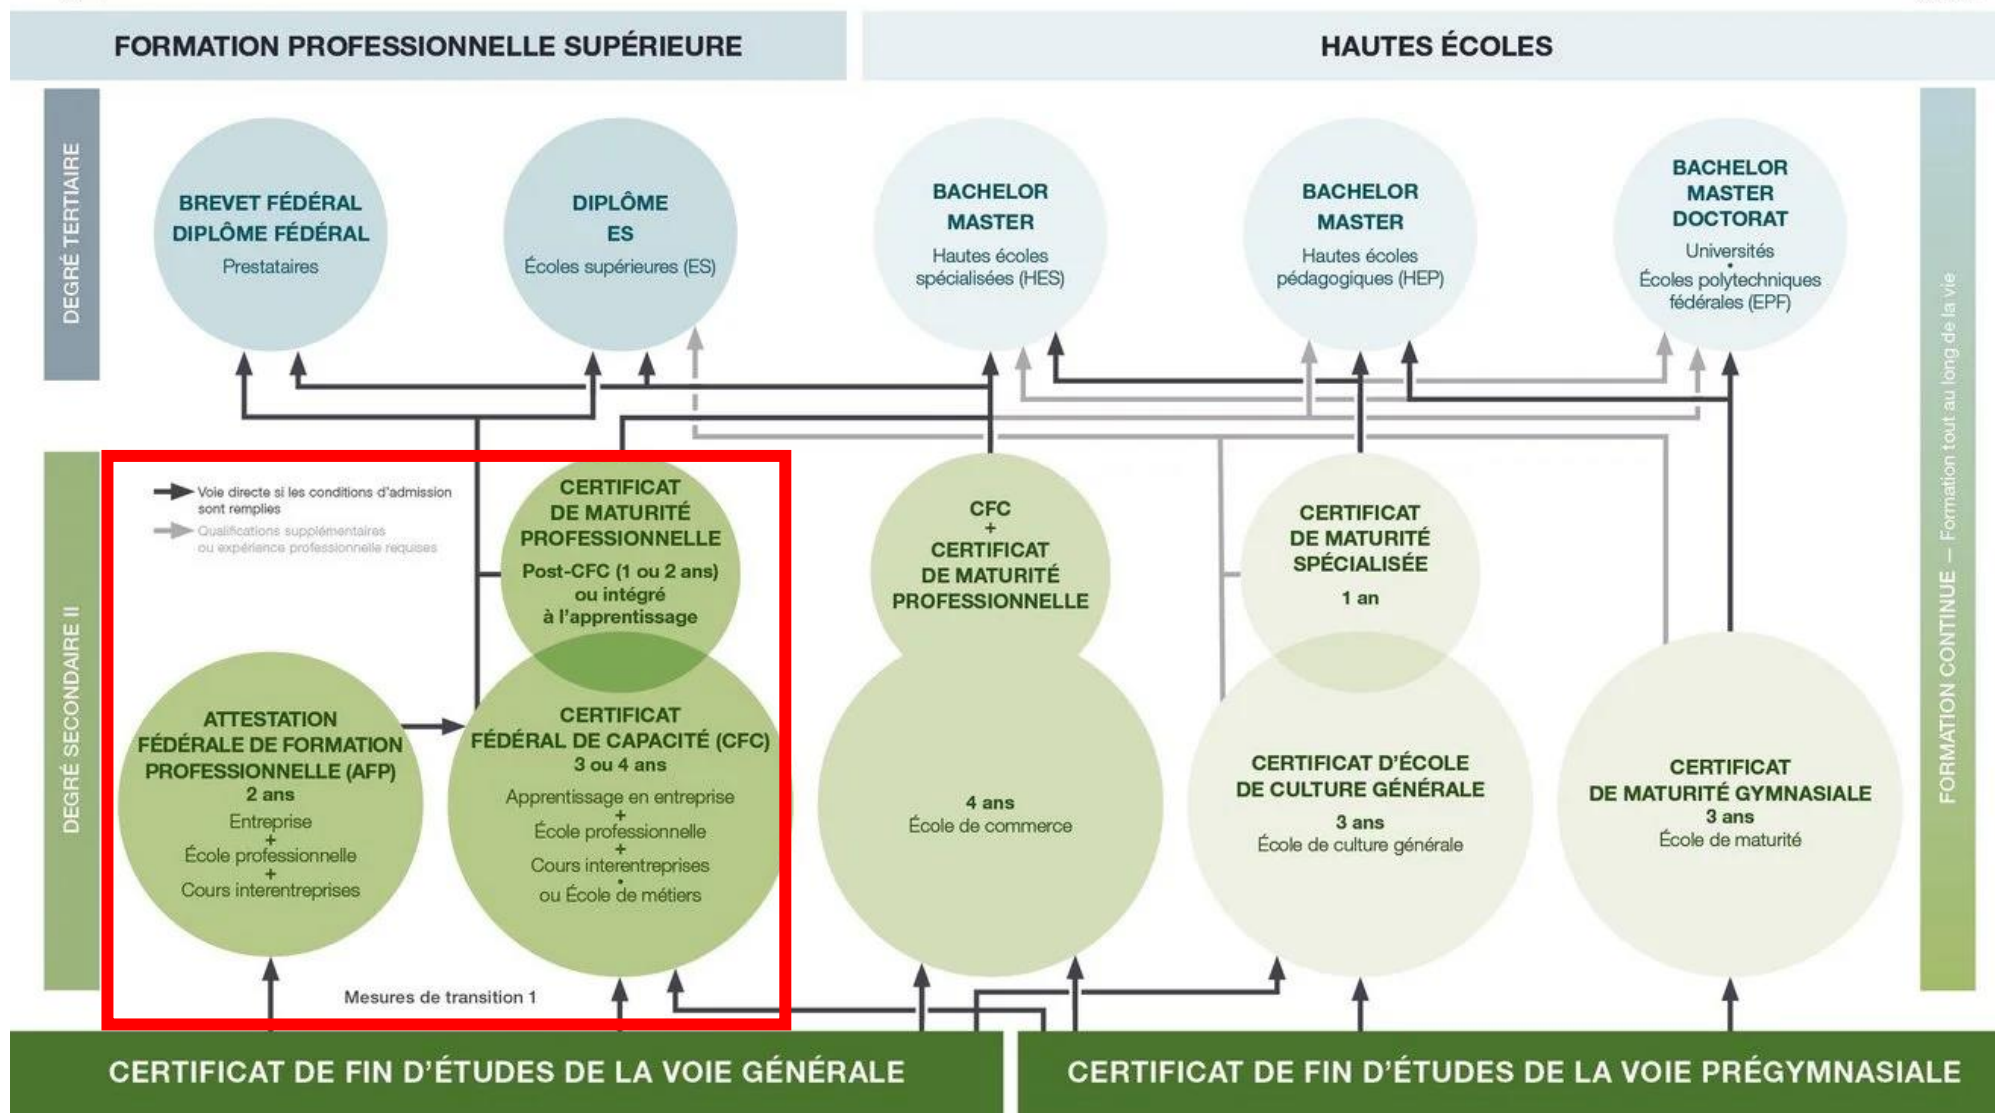 FORMATION PROFESSIONNELLE SUPÉRIEURE
HAUTES ÉCOLES
DEGRÉ TERTIAIRE
BREVET FÉDÉRAL
DIPLÔME FÉDÉRAL
Prestataires
DIPLÔME
ES
Écoles supérieures (ES)
BACHELOR
MASTER
Hautes écoles
spécialisées (HES)
BACHELOR
MASTER
Hautes écoles
pédagogiques (HEP)
BACHELOR
MASTER
DOCTORAT
Universités
•
Écoles polytechniques
fédérales (EPF)
FORMATION CONTINUE — Formation tout au long de la vie
DEGRÉ SECONDAIRE II
Voie directe si les conditions d'admission
sont remplies
Qualifications supplémentaires
ou expérience professionnelle requises
CERTIFICAT
DE MATURITÉ
PROFESSIONNELLE
Post-CFC (1 ou 2 ans)
ou intégré
à l'apprentissage
CFC
+
CERTIFICAT
DE MATURITÉ
PROFESSIONNELLE
CERTIFICAT
DE MATURITÉ
SPÉCIALISÉE
1 an
ATTESTATION
FÉDÉRALE DE FORMATION
PROFESSIONNELLE (AFP)
2 ans
Entreprise
+
École professionnelle
+
Cours interentreprises
CERTIFICAT
FÉDÉRAL DE CAPACITÉ (CFC)
3 ou 4 ans
Apprentissage en entreprise
+
École professionnelle
+
Cours interentreprises
•
ou École de métiers
4 ans
École de commerce
CERTIFICAT D'ÉCOLE
DE CULTURE GÉNÉRALE
3 ans
École de culture générale
CERTIFICAT
DE MATURITÉ GYMNASIALE
3 ans
École de maturité
Mesures de transition 1
CERTIFICAT DE FIN D'ÉTUDES DE LA VOIE GÉNÉRALE
CERTIFICAT DE FIN D'ÉTUDES DE LA VOIE PRÉGYMNASIALE